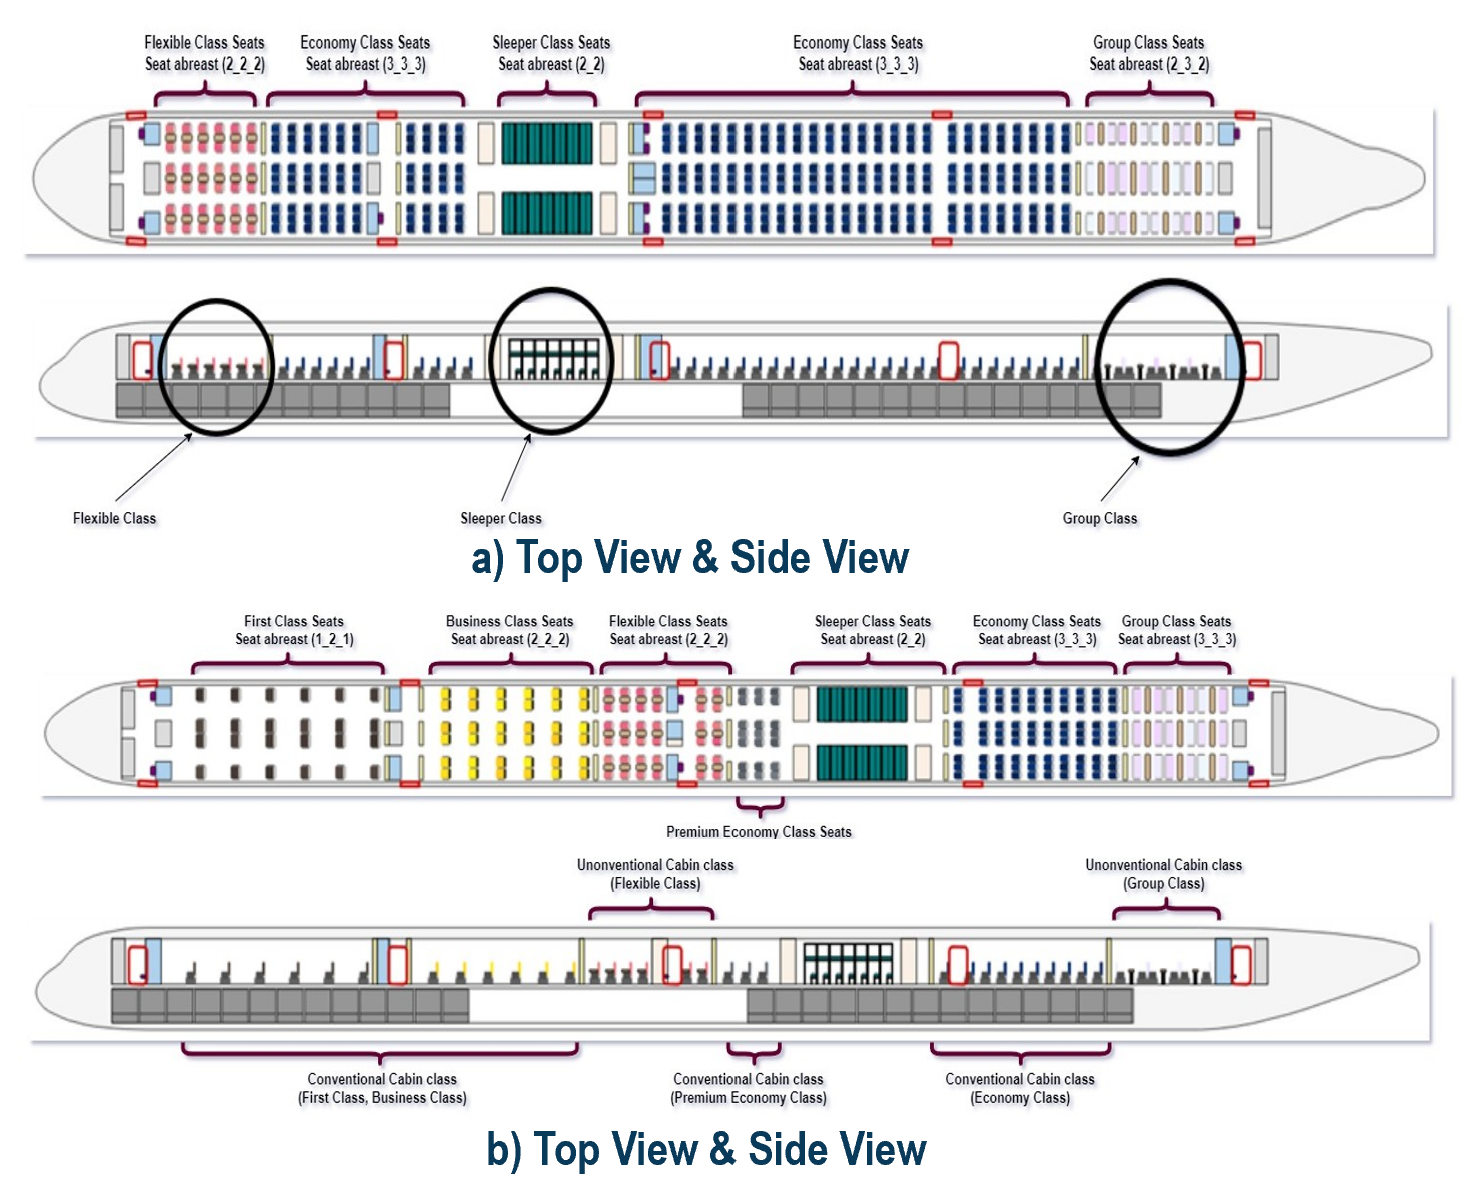 Flexible Class Seats
Seat abreast (2_2_2)
Economy Class Seats
Seat abreast (3_3_3)
Sleeper Class Seats
Seat abreast (2_2)
Economy Class Seats
Seat abreast (3_3_3)
Group Class Seats
Seat abreast (2_3_2)
Flexible Class
Sleeper Class
Group Class
a) Top View & Side View
First Class Seats
Seat abreast (1_2_1)
Business Class Seats
Seat abreast (2_2_2)
Flexible Class Seats
Seat abreast (2_2_2)
Sleeper Class Seats
Seat abreast (2_2)
Economy Class Seats
Seat abreast (3_3_3)
Group Class Seats
Seat abreast (3_3_3)
Premium Economy Class Seats
Unonventional Cabin class
(Flexible Class)
Unonventional Cabin class
(Group Class)
Conventional Cabin class
(First Class, Business Class)
Conventional Cabin class
(Premium Economy Class)
Conventional Cabin class
(Economy Class)
b) Top View & Side View